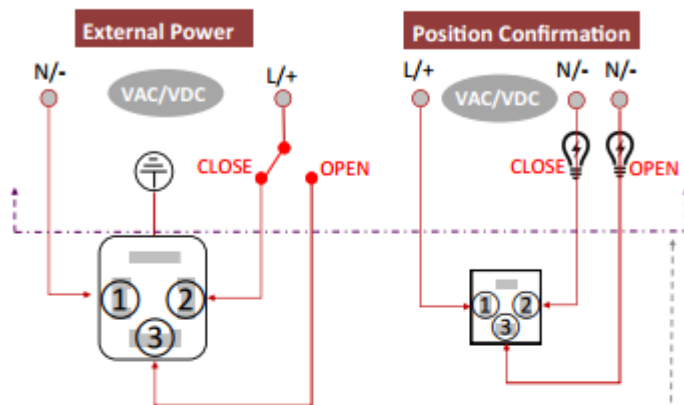 External Power
Position Confirmation
N/-
VAC/VDC
L/+
L/+
VAC/VDC
N/-
N/-
CLOSE
OPEN
CLOSE
OPEN
1
2
3
1
2
3